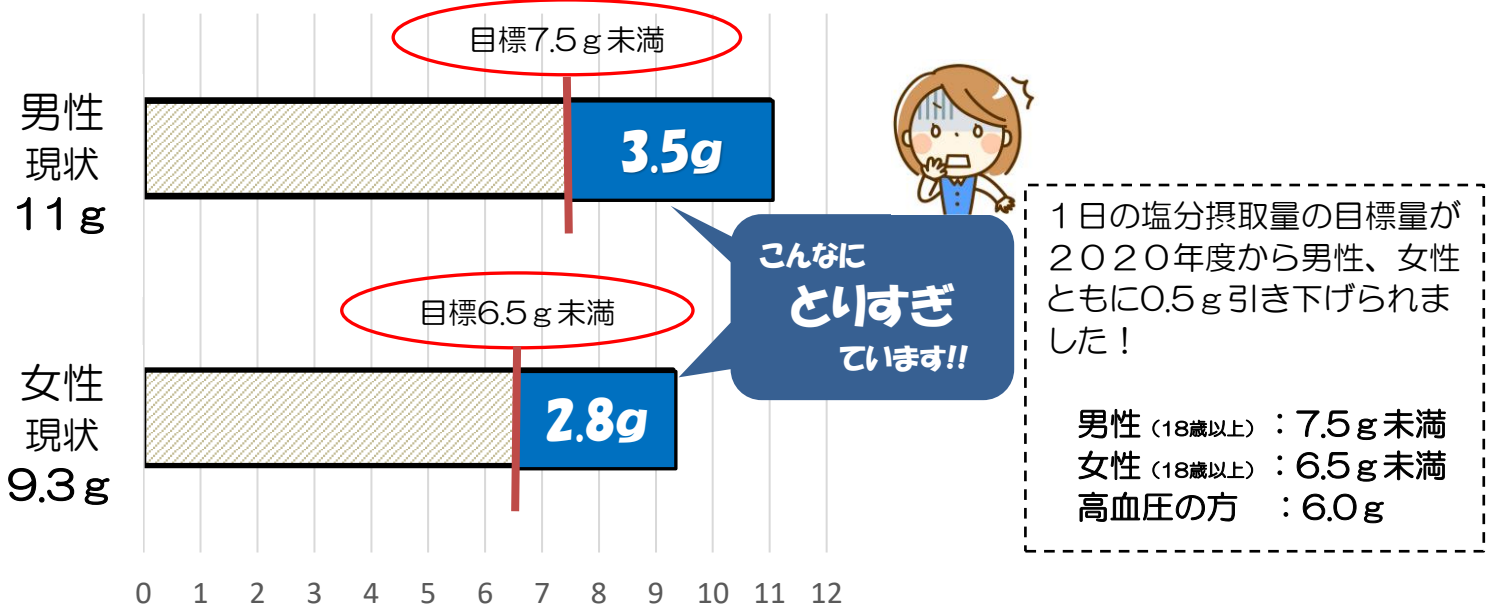 目標7.5ｇ未満
男性
現状
11ｇ
3.5g
こんなに
とりすぎ
ています!!
目標6.5ｇ未満
女性
現状
9.3ｇ
2.8g
0 1 2 3 4 5 6 7 8 9 10 11 12
１日の塩分摂取量の目標量が
２０２０年度から男性、女性
ともに0.5ｇ引き下げられま
した！
男性（18歳以上）：7.5ｇ未満
女性（18歳以上）：6.5ｇ未満
高血圧の方　：6.0ｇ